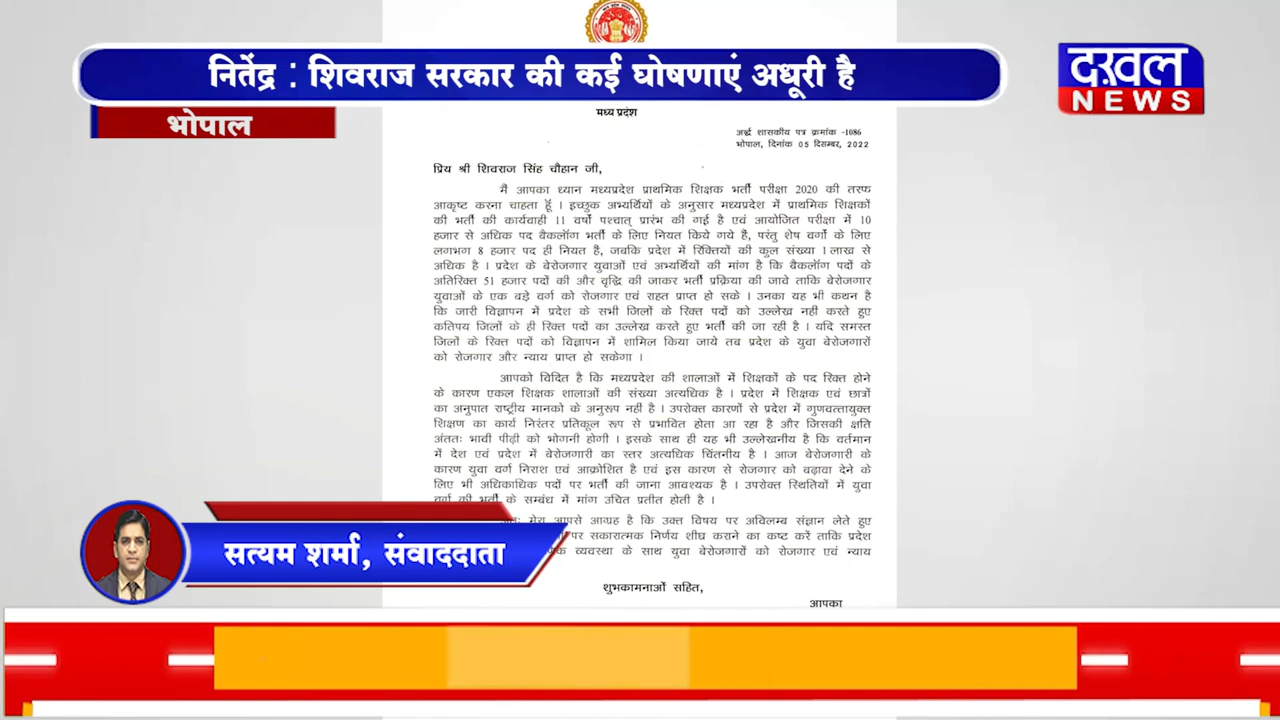 नितेंद्र : शिवराज सरकार की कई घोषणाएं अधूरी है
दख़ल
NEWS
भोपाल
मध्य प्रदेश
अर्द्ध शासकीय पत्र क्रमांक -1086
भोपाल, दिनांक 05 दिसम्बर, 2022
प्रिय श्री शिवराज सिंह चौहान जी,
मैं आपका ध्यान मध्यप्रदेश प्राथमिक शिक्षक भर्ती परीक्षा 2020 की तरफ
आकृष्ट करना चाहता हूँ । इच्छुक अभ्यर्थियों के अनुसार मध्यप्रदेश में प्राथमिक शिक्षकों
की भर्ती की कार्यवाही 11 वर्षो पश्चात् प्रारंभ की गई है एवं आयोजित परीक्षा में 10
हजार से अधिक पद बैकलॉग भर्ती के लिए नियत किये गये है, परंतु शेष वर्गो के लिए
लगभग 8 हजार पद ही नियत है, जबकि प्रदेश में रिक्तियों की कुल संख्या 1लाख से
अधिक है । प्रदेश के बेरोजगार युवाओं एवं अभ्यर्थियों की मांग है कि बैकलॉग पदों के
अतिरिक्त 51 हजार पदों की और वृद्धि की जाकर भर्ती प्रक्रिया की जावे ताकि बेरोजगार
युवाओं के एक बड़े वर्ग को रोजगार एवं राहत प्राप्त हो सके । उनका यह भी कथन है
कि जारी विज्ञापन में प्रदेश के सभी जिलों के रिक्त पदों को उल्लेख नही करते हुए
कतिपय जिलों के ही रिक्त पदों का उल्लेख करते हुए भर्ती की जा रही है । यदि समस्त
जिलों के रिक्त पदों को विज्ञापन में शामिल किया जाये तब प्रदेश के युवा बेरोजगारों
को रोजगार और न्याय प्राप्त हो सकेगा ।
आपको विदित है कि मध्यप्रदेश की शालाओं में शिक्षकों के पद रिक्त होने
के कारण एकल शिक्षक शालाओं की संख्या अत्यधिक है । प्रदेश में शिक्षक एवं छात्रों
का अनुपात राष्ट्रीय मानको के अनुरूप नही है । उपरोक्त कारणों से प्रदेश में गुणवत्तायुक्त
शिक्षण का कार्य निरंतर प्रतिकूल रूप से प्रभावित होता आ रहा है और जिसकी क्षति
अंततः भावी पीढ़ी को भोगनी होगी । इसके साथ ही यह भी उल्लेखनीय है कि वर्तमान
में देश एवं प्रदेश में बेरोजगारी का स्तर अत्यधिक चिंतनीय है । आज बेरोजगारी के
कारण युवा वर्ग निराश एवं आक्रोशित है एवं इस कारण से रोजगार को बढ़ावा देने के
लिए भी अधिकाधिक पदों पर भर्ती की जाना आवश्यक है । उपरोक्त स्थितियों में युवा
वर्ग की भर्ती के सम्बंध में मांग उचित प्रतीत होती है ।
मेरा आपसे आग्रह है कि उक्त विषय पर अविलम्ब संज्ञान लेते हुए
पर सकारात्मक निर्णय शीघ्र कराने का कष्ट करें ताकि प्रदेश
व्यवस्था के साथ युवा बेरोजगारों को रोजगार एवं न्याय
सत्यम शर्मा, संवाददाता
शुभकामनाओं सहित,
आपका